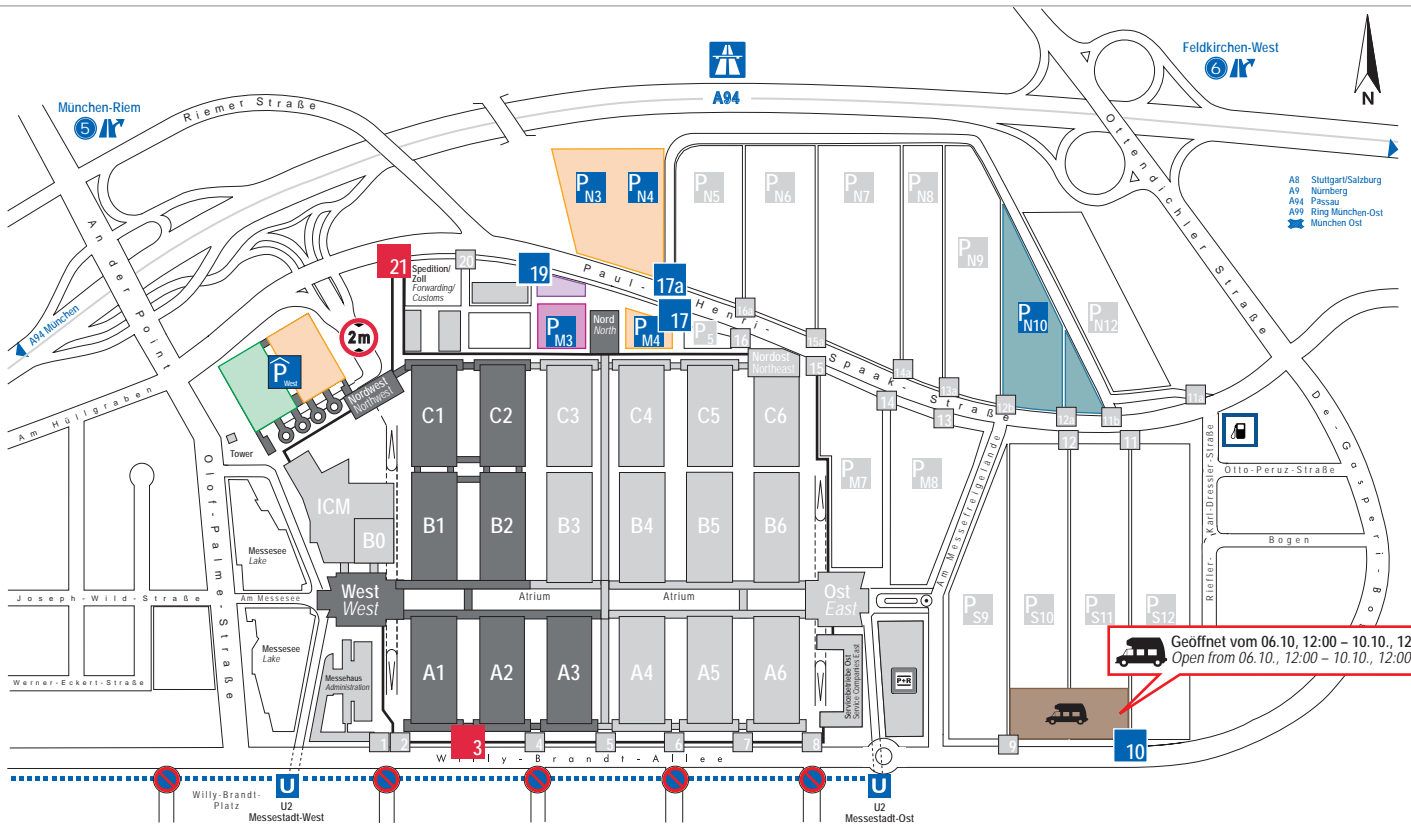 Feldkirchen-West
6
A94
N
München-Riem
5
Riemer Straße
Ottendichler Straße
An der Point
A8 Stuttgart/Salzburg
A9 Nürnberg
A94 Passau
A99 Ring München-Ost
München Ost
P N3
P N4
P N5
P N6
P N7
P N8
P N9
P N10
P N12
21
Spedition/
Zoll
Forwarding/
Customs
20
19
17a
17
Paul-Henri-Spaak-Straße
16a
16
15a
15
14a
14
13a
13
12b
12a
11b
11a
12
11
A94 München
2m
P West
P M3
Nord
North
P M4
P 5
Nordost
Northeast
Nordwest
Northwest
Am Hüllgraben
Tower
C1
C2
C3
C4
C5
C6
P M7
P M8
Am Messefreigelände
Karl-Dressler-Straße
Otto-Peruz-Straße
De-Gasperi-Bo
Olof-Palme-Straße
ICM
B0
B1
B2
B3
B4
B5
B6
Messesee
Lake
Bogen
Riefler-
Joseph-Wild-Straße
Am Messesee
West
West
Atrium
Atrium
Ost
East
P S9
P S10
P S11
P S12
Geöffnet vom 06.10, 12:00 – 10.10., 12
Open from 06.10., 12:00 – 10.10., 12:00
Messesee
Lake
Messehaus
Administration
A1
A2
A3
A4
A5
A6
Servicebetriebe Ost
Service Companies East
P+R
Werner-Eckert-Straße
1
2
3
4
5
6
7
8
9
10
Willy-Brandt-Allee
Willy-Brandt-
Platz
U
U2
Messestadt-West
U
U2
Messestadt-Ost